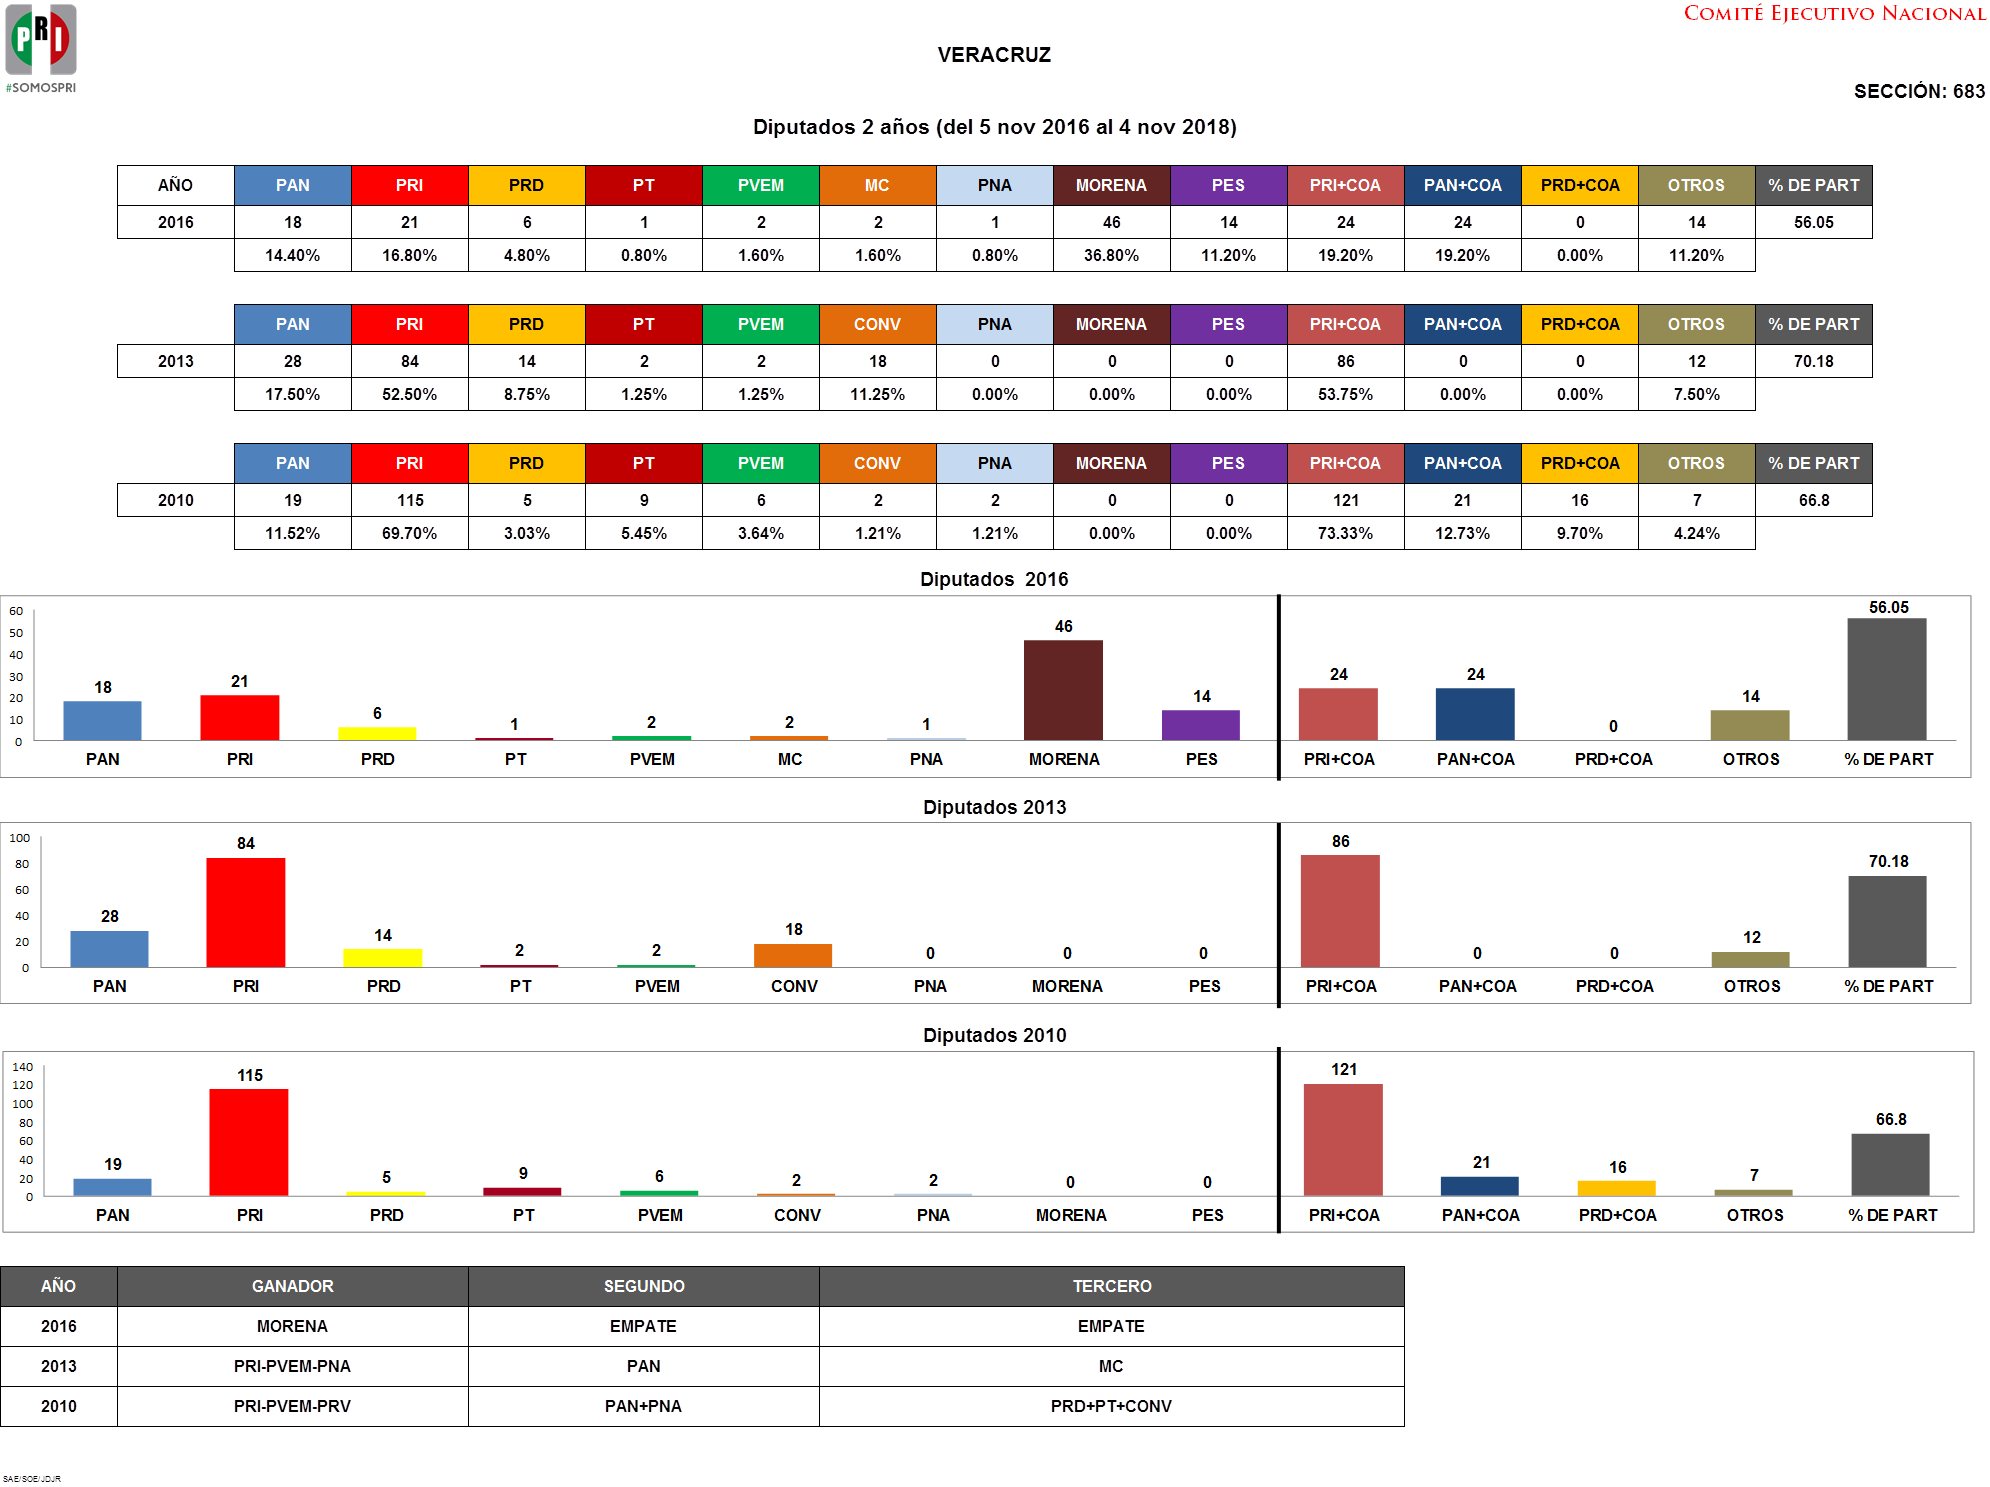 PRI
#SOMOSPRI
COMITÉ EJECUTIVO NACIONAL
VERACRUZ
SECCIÓN: 683
Diputados 2 años (del 5 nov 2016 al 4 nov 2018)
AÑO PAN PRI PRD PT PVEM MC PNA MORENA PES PRI+COA PAN+COA PRD+COA OTROS % DE PART
2016 18 21 6 1 2 2 1 46 14 24 24 0 14 56.05
14.40% 16.80% 4.80% 0.80% 1.60% 1.60% 0.80% 36.80% 11.20% 19.20% 19.20% 0.00% 11.20%
PAN PRI PRD PT PVEM CONV PNA MORENA PES PRI+COA PAN+COA PRD+COA OTROS % DE PART
2013 28 84 14 2 2 18 0 0 0 86 0 0 12 70.18
17.50% 52.50% 8.75% 1.25% 1.25% 11.25% 0.00% 0.00% 0.00% 53.75% 0.00% 0.00% 7.50%
PAN PRI PRD PT PVEM CONV PNA MORENA PES PRI+COA PAN+COA PRD+COA OTROS % DE PART
2010 19 115 5 9 6 2 2 0 0 121 21 16 7 66.8
11.52% 69.70% 3.03% 5.45% 3.64% 1.21% 1.21% 0.00% 0.00% 73.33% 12.73% 9.70% 4.24%
Diputados 2016
60
50
40
30
20
10
0
18 21 6 1 2 2 1 46 14 24 24 0 14 56.05
PAN PRI PRD PT PVEM MC PNA MORENA PES PRI+COA PAN+COA PRD+COA OTROS % DE PART
Diputados 2013
100
80
60
40
20
0
28 84 14 2 2 18 0 0 0 86 0 0 12 70.18
PAN PRI PRD PT PVEM CONV PNA MORENA PES PRI+COA PAN+COA PRD+COA OTROS % DE PART
Diputados 2010
140
120
100
80
60
40
20
0
19 115 5 9 6 2 2 0 0 121 21 16 7 66.8
PAN PRI PRD PT PVEM CONV PNA MORENA PES PRI+COA PAN+COA PRD+COA OTROS % DE PART
AÑO GANADOR SEGUNDO TERCERO
2016 MORENA EMPATE EMPATE
2013 PRI-PVEM-PNA PAN MC
2010 PRI-PVEM-PRV PAN+PNA PRD+PT+CONV
SAE/SOE/JDJR